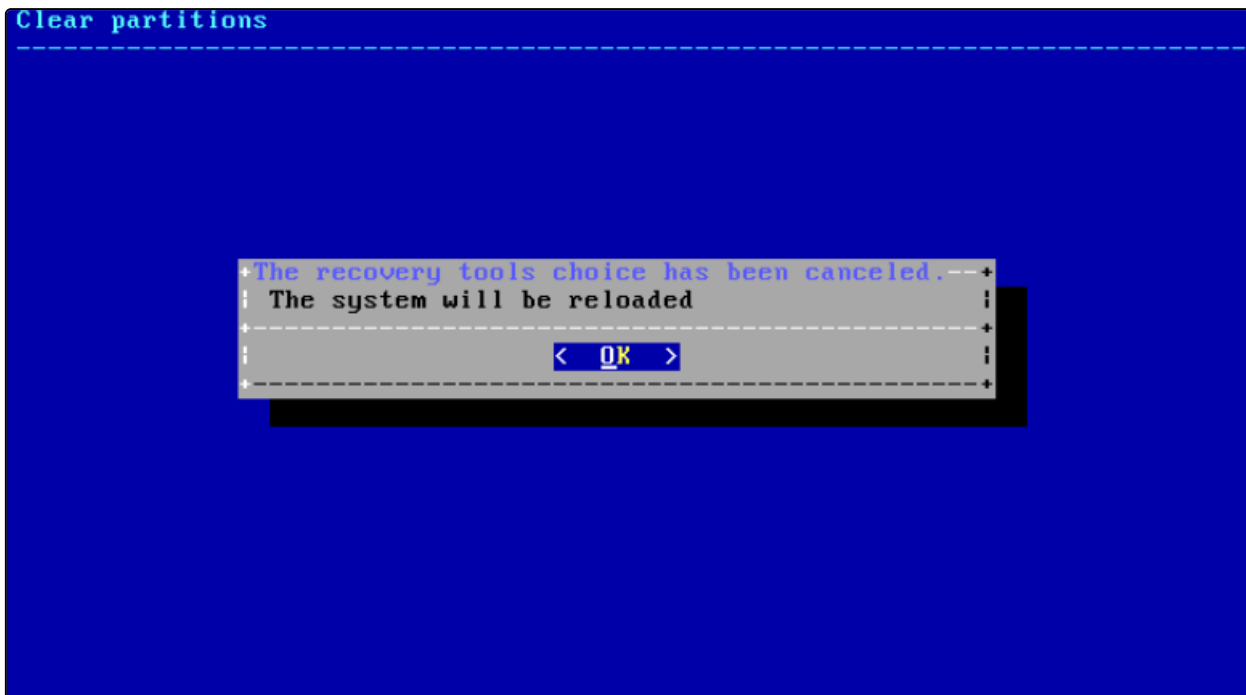 Clear partitions
The recovery tools choice has been canceled.
The system will be reloaded
< OK >